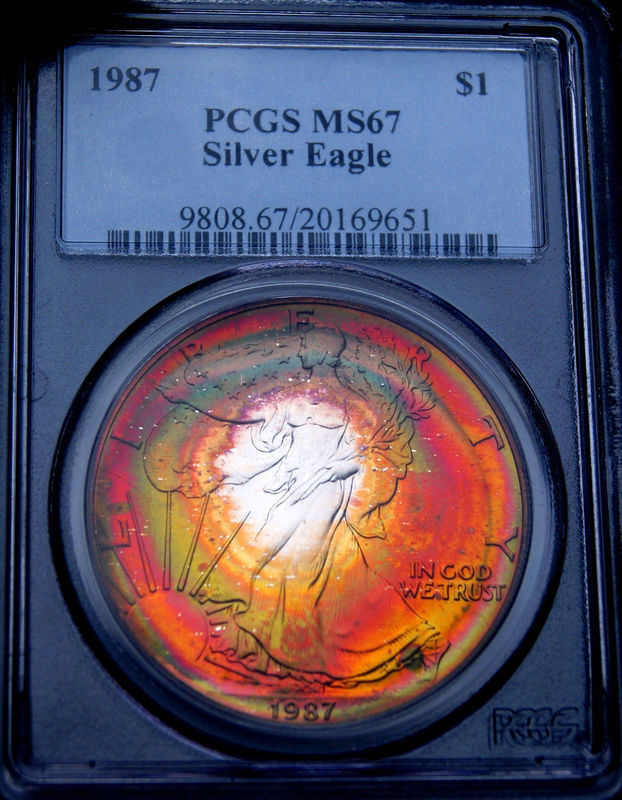 1987 $1
PCGS MS67
Silver Eagle
9808.67/20169651
LIBERTY
IN GOD
WE TRUST
1987
PCGS